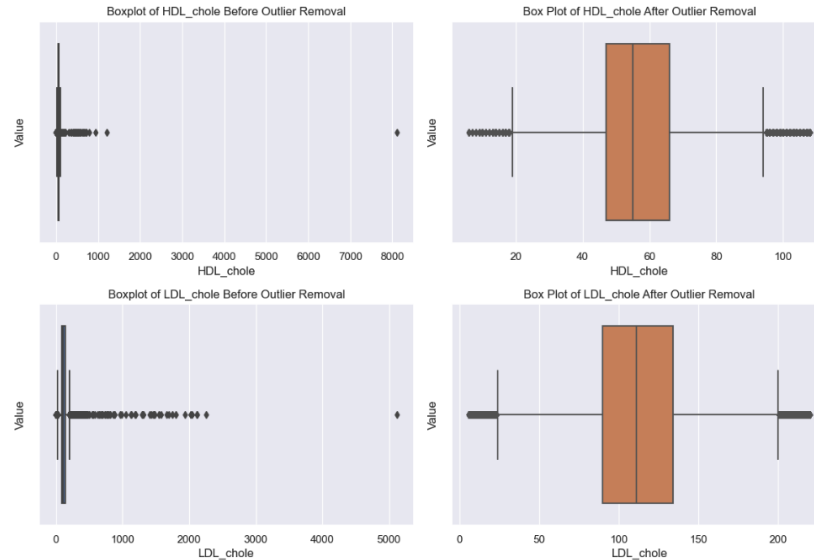 Boxplot of HDL_chole Before Outlier Removal
Value
0 1000 2000 3000 4000 5000 6000 7000 8000
HDL_chole
Box Plot of HDL_chole After Outlier Removal
Value
20 40 60 80 100
HDL_chole
Boxplot of LDL_chole Before Outlier Removal
Value
0 1000 2000 3000 4000 5000
LDL_chole
Box Plot of LDL_chole After Outlier Removal
Value
0 50 100 150 200
LDL_chole